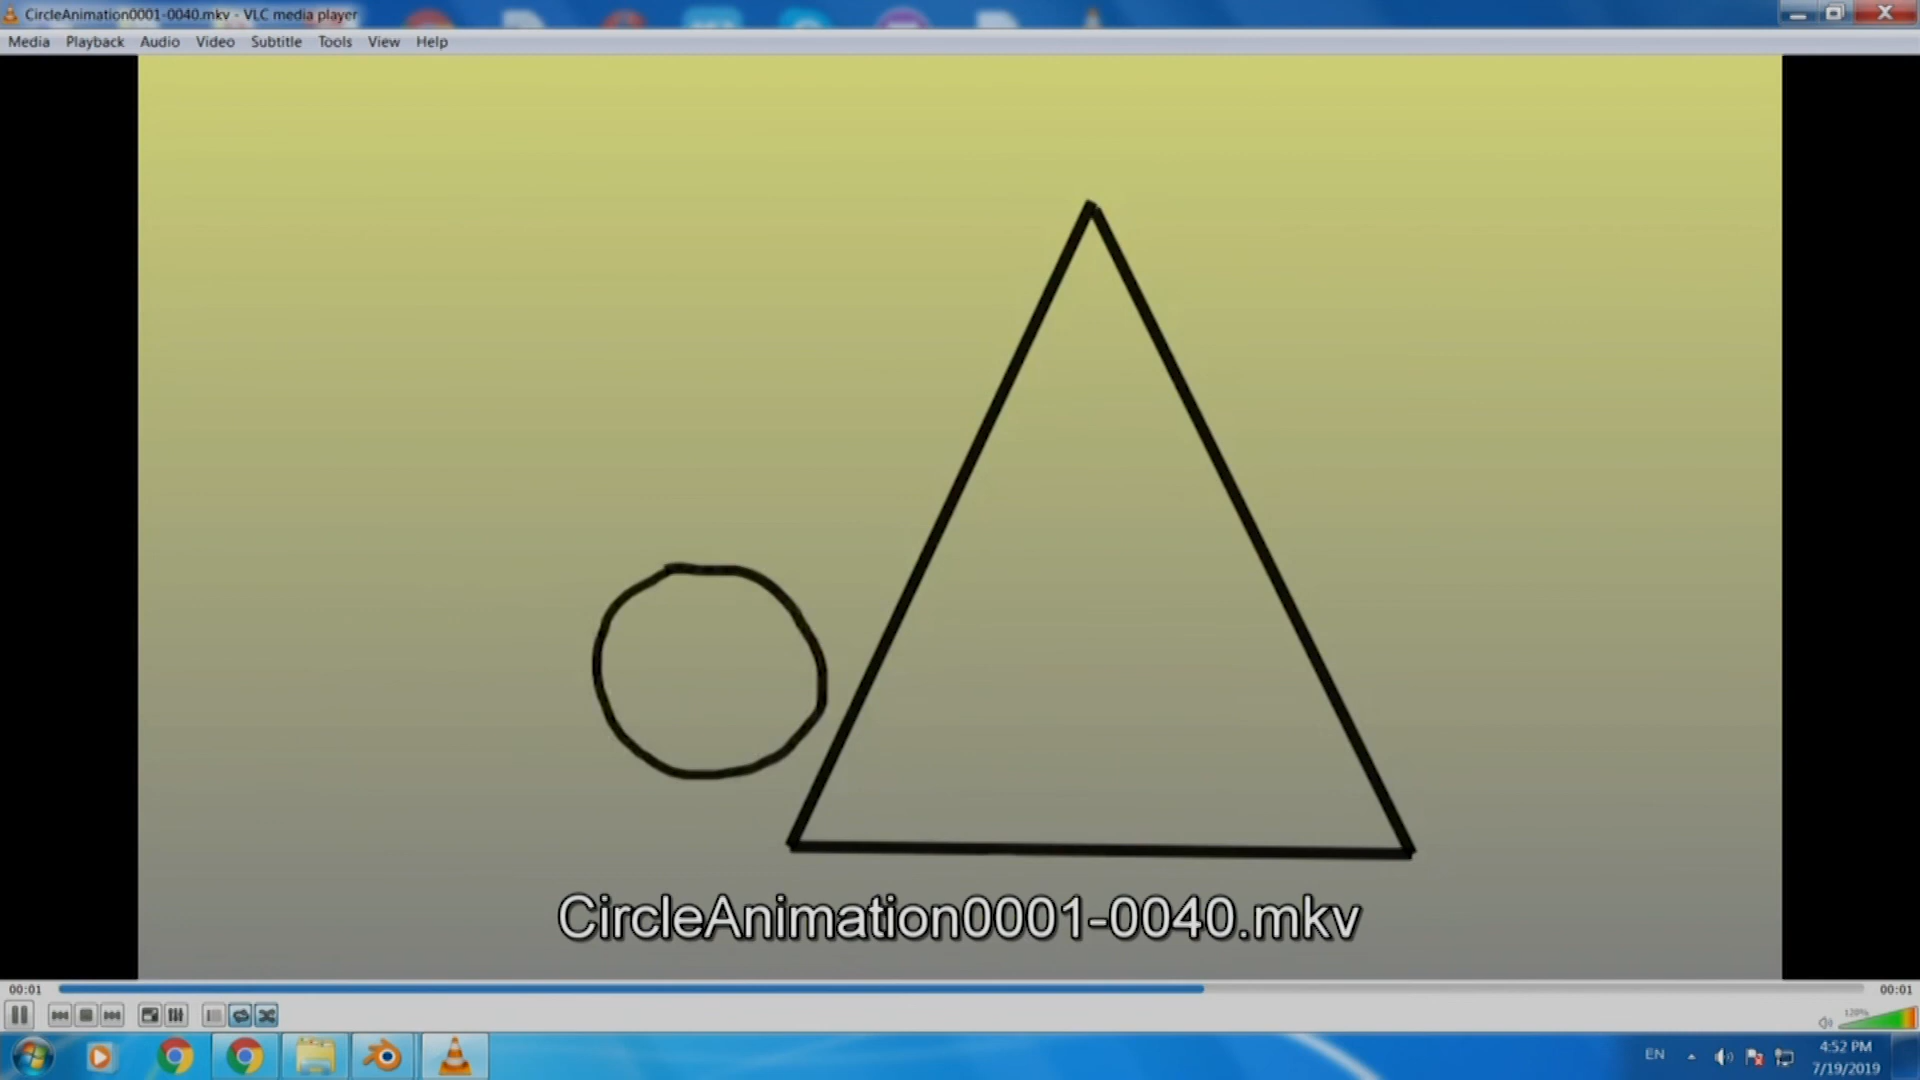 CircleAnimation0001-0040.mkv - VLC media player
Media Playback Audio Video Subtitle Tools View Help
CircleAnimation0001-0040.mkv
00:01
00:01
120%
EN
4:52 PM
7/19/2019